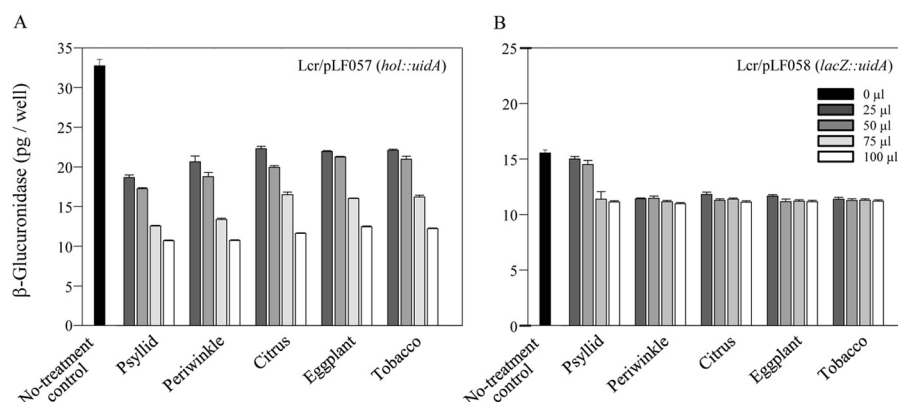 A
B
35
30
25
20
15
10
5
0
β-Glucuronidase (pg / well)
Lcr/pLF057 (hol::uidA)
No-treatment
control
Psyllid
Periwinkle
Citrus
Eggplant
Tobacco
25
20
15
10
5
0
Lcr/pLF058 (lacZ::uidA)
0 µl
25 µl
50 µl
75 µl
100 µl
No-treatment
control
Psyllid
Periwinkle
Citrus
Eggplant
Tobacco